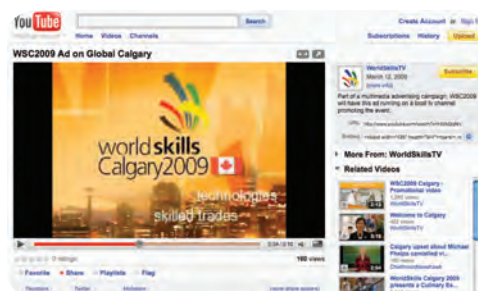 YouTube
Search
Create Account or Sign
Home Videos Channels
Subscriptions History Upload
WSC2009 Ad on Global Calgary
WorldSkillsTV
March 12, 2009
Subscribe
Part of a multimedia advertising campaign, WSC2009
will have this ad running on a local tv channel
promoting the event.
worldskills
Calgary2009
technologies
skilled trades
More From: WorldSkillsTV
Related Videos
WSC2009 Calgary -
Promotional video
WorldSkillsTV
Welcome to Calgary
WorldSkillsTV
Calgary upset about Michael
Phelps cancelled vi...
WorldSkills Calgary 2009
presents a Culinary Ex...
0 ratings
160 views
Favorite Share Playlists Flag
Facebook Twitter